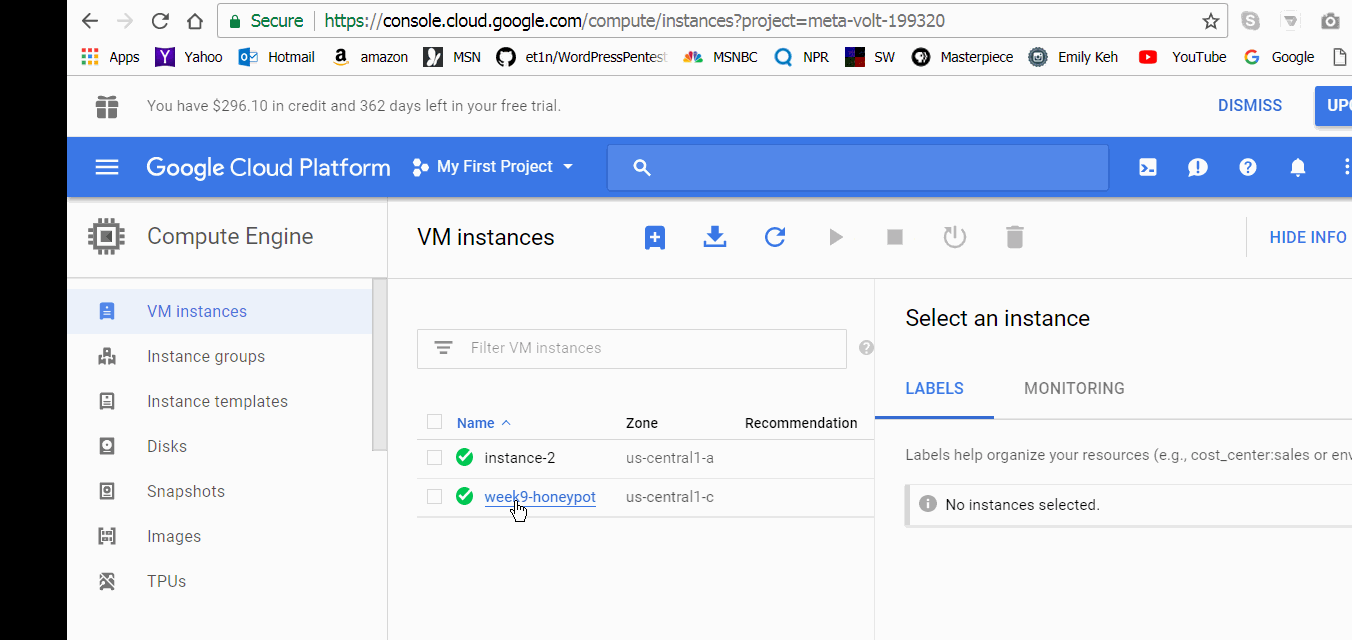 Secure https://console.cloud.google.com/compute/instances?project=meta-volt-199320
Apps Yahoo Hotmail amazon MSN et1n/WordPressPentest MSNBC NPR SW Masterpiece Emily Keh YouTube Google
You have $296.10 in credit and 362 days left in your free trial. DISMISS UPG
Google Cloud Platform My First Project
Compute Engine
VM instances
HIDE INFO
VM instances
Instance groups
Instance templates
Disks
Snapshots
Images
TPUs
Filter VM instances
Name Zone Recommendation
instance-2 us-central1-a
week9-honeypot us-central1-c
Select an instance
LABELS MONITORING
Labels help organize your resources (e.g., cost_center:sales or env
No instances selected.